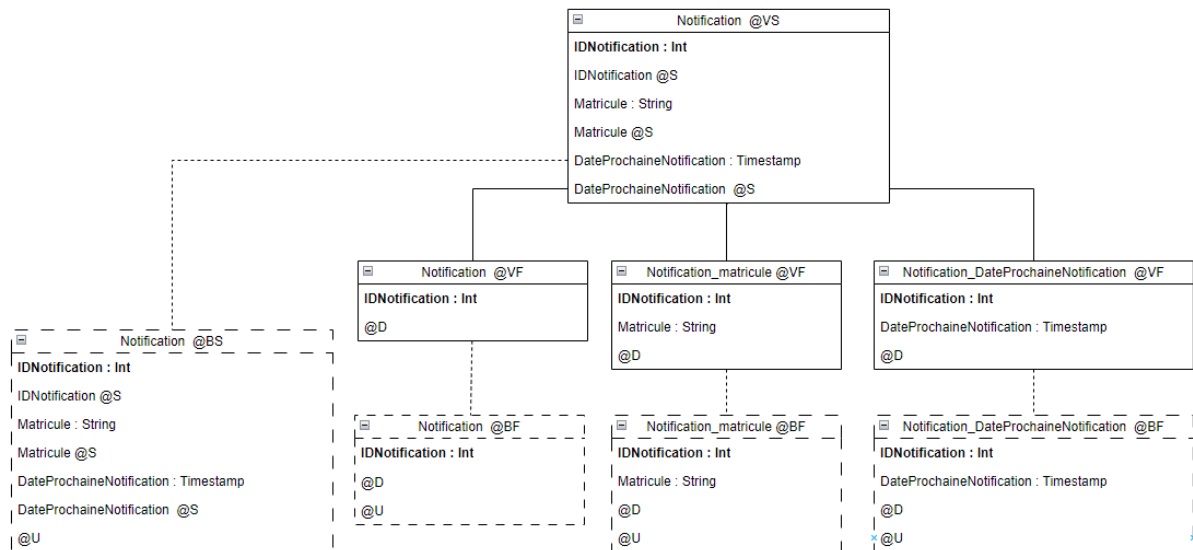 Notification @VS
IDNotification : Int
IDNotification @S
Matricule : String
Matricule @S
DateProchaineNotification : Timestamp
DateProchaineNotification @S
Notification @VF
IDNotification : Int
@D
Notification_matricule @VF
IDNotification : Int
Matricule : String
@D
Notification_DateProchaineNotification @VF
IDNotification : Int
DateProchaineNotification : Timestamp
@D
Notification @BS
IDNotification : Int
IDNotification @S
Matricule : String
Matricule @S
DateProchaineNotification : Timestamp
DateProchaineNotification @S
@U
Notification @BF
IDNotification : Int
@D
@U
Notification_matricule @BF
IDNotification : Int
Matricule : String
@D
@U
Notification_DateProchaineNotification @BF
IDNotification : Int
DateProchaineNotification : Timestamp
@D
@U